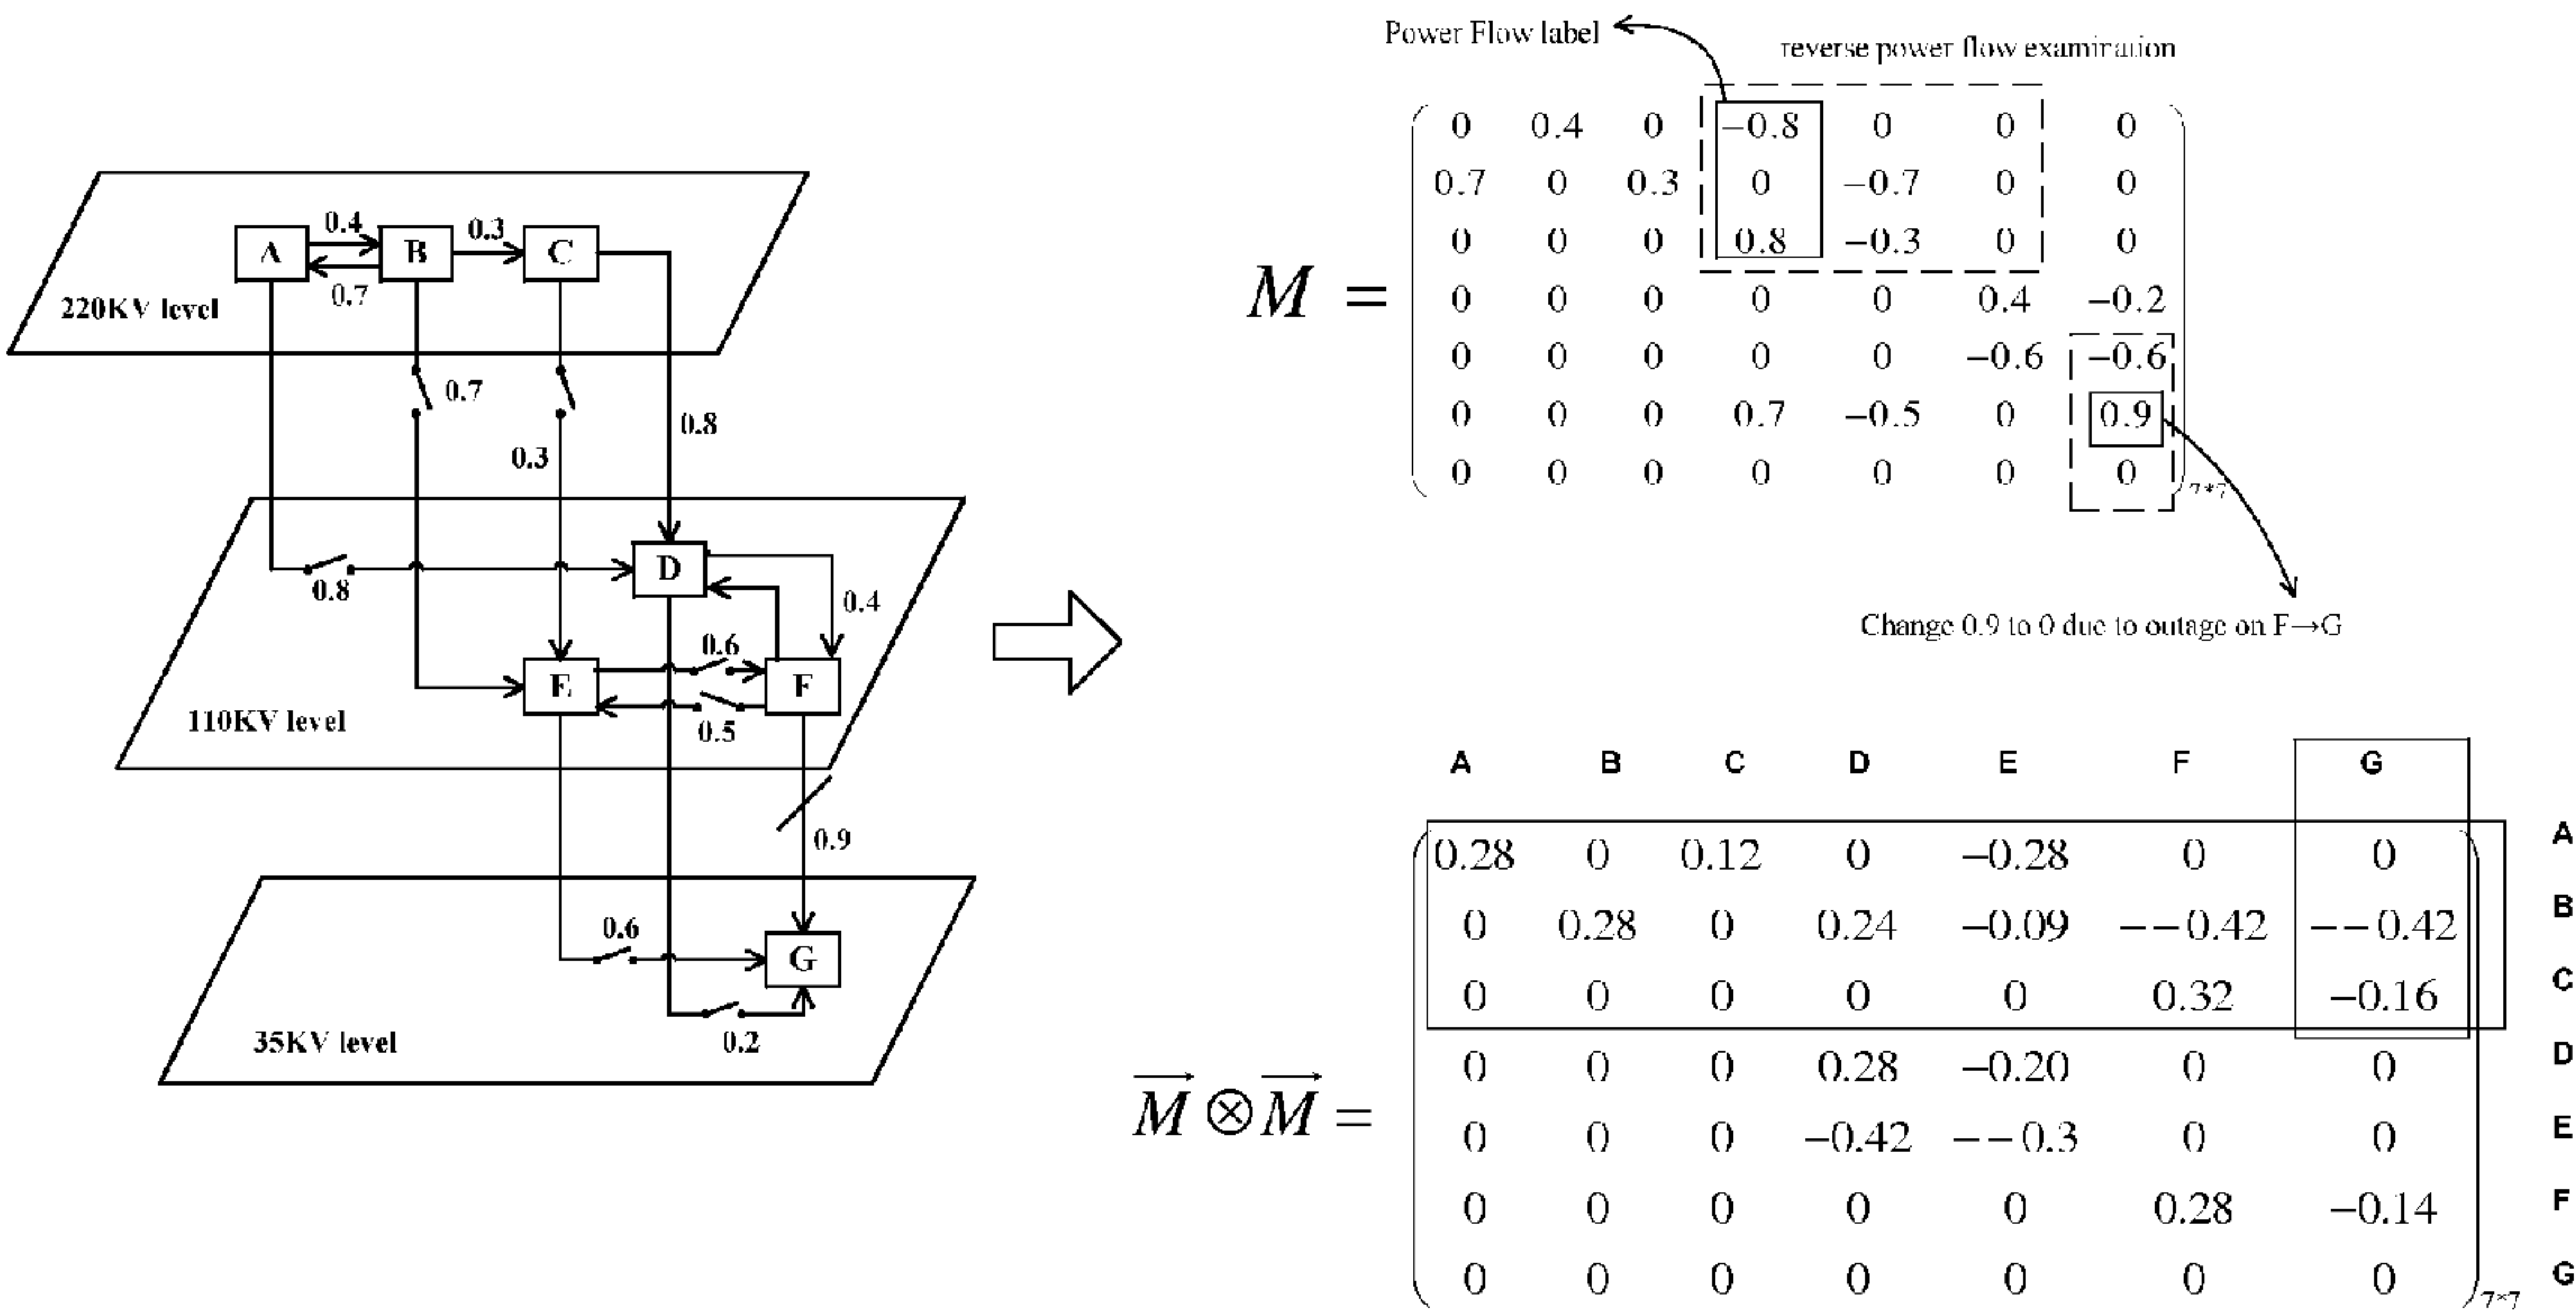 Power Flow label
reverse power flow examination
0 0.4 0 −0.8 0 0 0
0.7 0 0.3 0 −0.7 0 0
0 0 0 0.8 −0.3 0 0
M =
0 0 0 0 0 0.4 −0.2
0 0 0 0 0 −0.6 −0.6
0 0 0 0.7 −0.5 0 0.9
0 0 0 0 0 0 0
7*7
Change 0.9 to 0 due to outage on F→G
A 0.4 B 0.3 C
0.7
220KV level
0.7
0.8
0.3
D
0.8
0.4
0.6
E F
0.5
110KV level
0.9
0.6
G
0.2
35KV level
A B C D E F G
0.28 0 0.12 0 −0.28 0 0 A
0 0.28 0 0.24 −0.09 −−0.42 −−0.42 B
0 0 0 0 0 0.32 −0.16 C
0 0 0 0.28 −0.20 0 0 D
M ⊗ M =
0 0 0 −0.42 −−0.3 0 0 E
0 0 0 0 0 0.28 −0.14 F
0 0 0 0 0 0 0 G
7*7